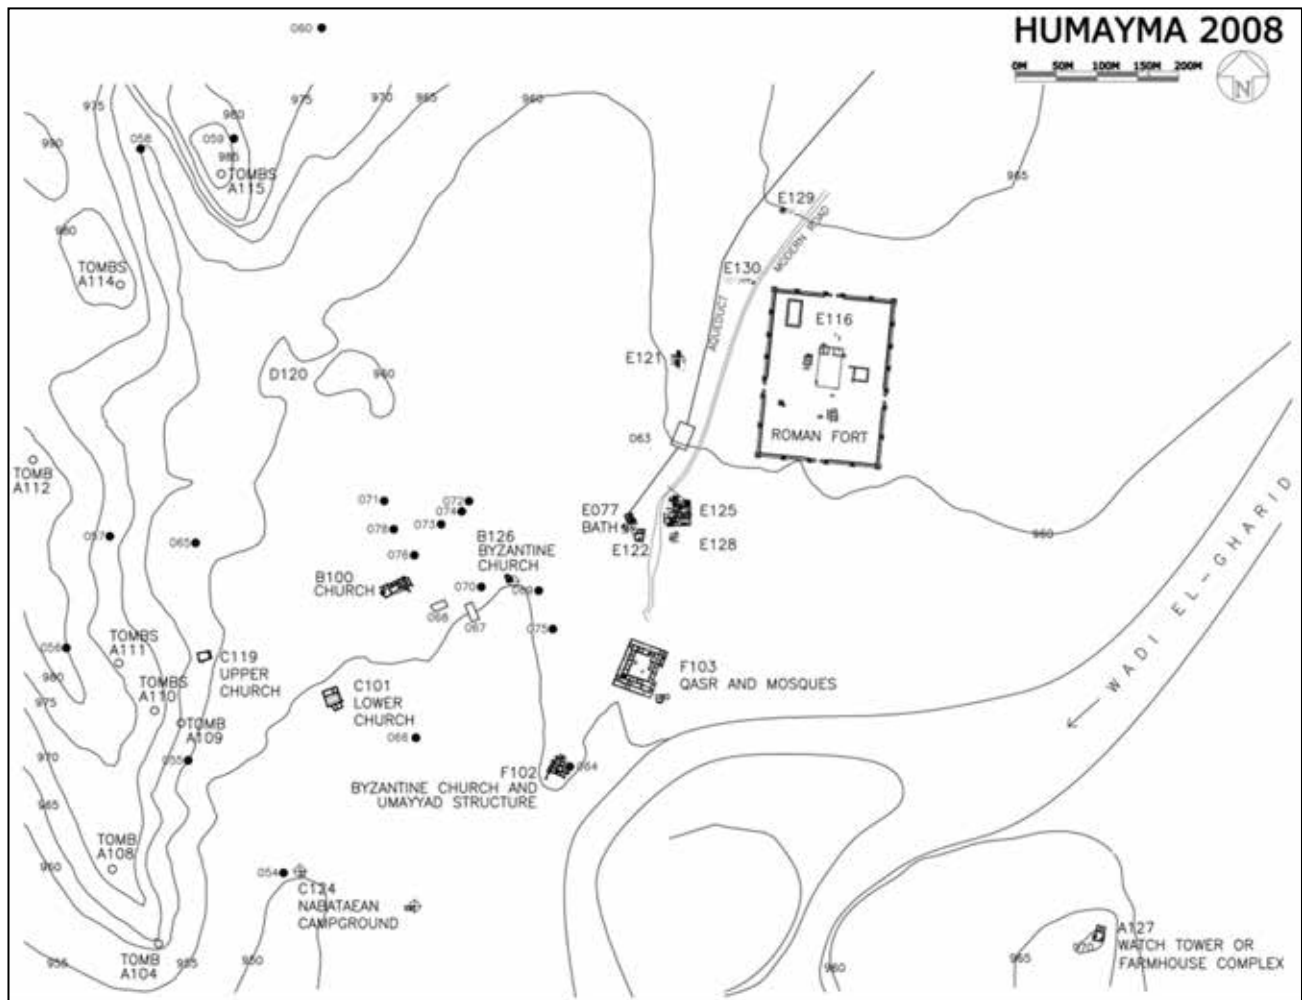 HUMAYMA 2008
0M 50M 100M 150M 200M
N
060
975
970
965
960
975
980
058
059
985
990
TOMBS
A115
965
E129
MODERN ROAD
980
TOMBS
A114
E130
AQUEDUCT
E116
E121
D120
960
063
ROMAN FORT
TOMB
A112
071
072
074
073
E077
BATH
E125
E122
E128
057
065
078
076
B126
BYZANTINE
CHURCH
960
WADI EL-GHARID
B100
CHURCH
070
069
068
067
075
056
TOMBS
A111
C119
UPPER
CHURCH
980
TOMBS
A110
975
C101
LOWER
CHURCH
F103
QASR AND MOSQUES
TOMB
A109
066
055
970
F102
064
BYZANTINE CHURCH AND
UMAYYAD STRUCTURE
965
TOMB
A108
960
054
C124
NABATAEAN
CAMPGROUND
A127
WATCH TOWER OR
FARMHOUSE COMPLEX
970
965
960
TOMB
A104
955
955
950